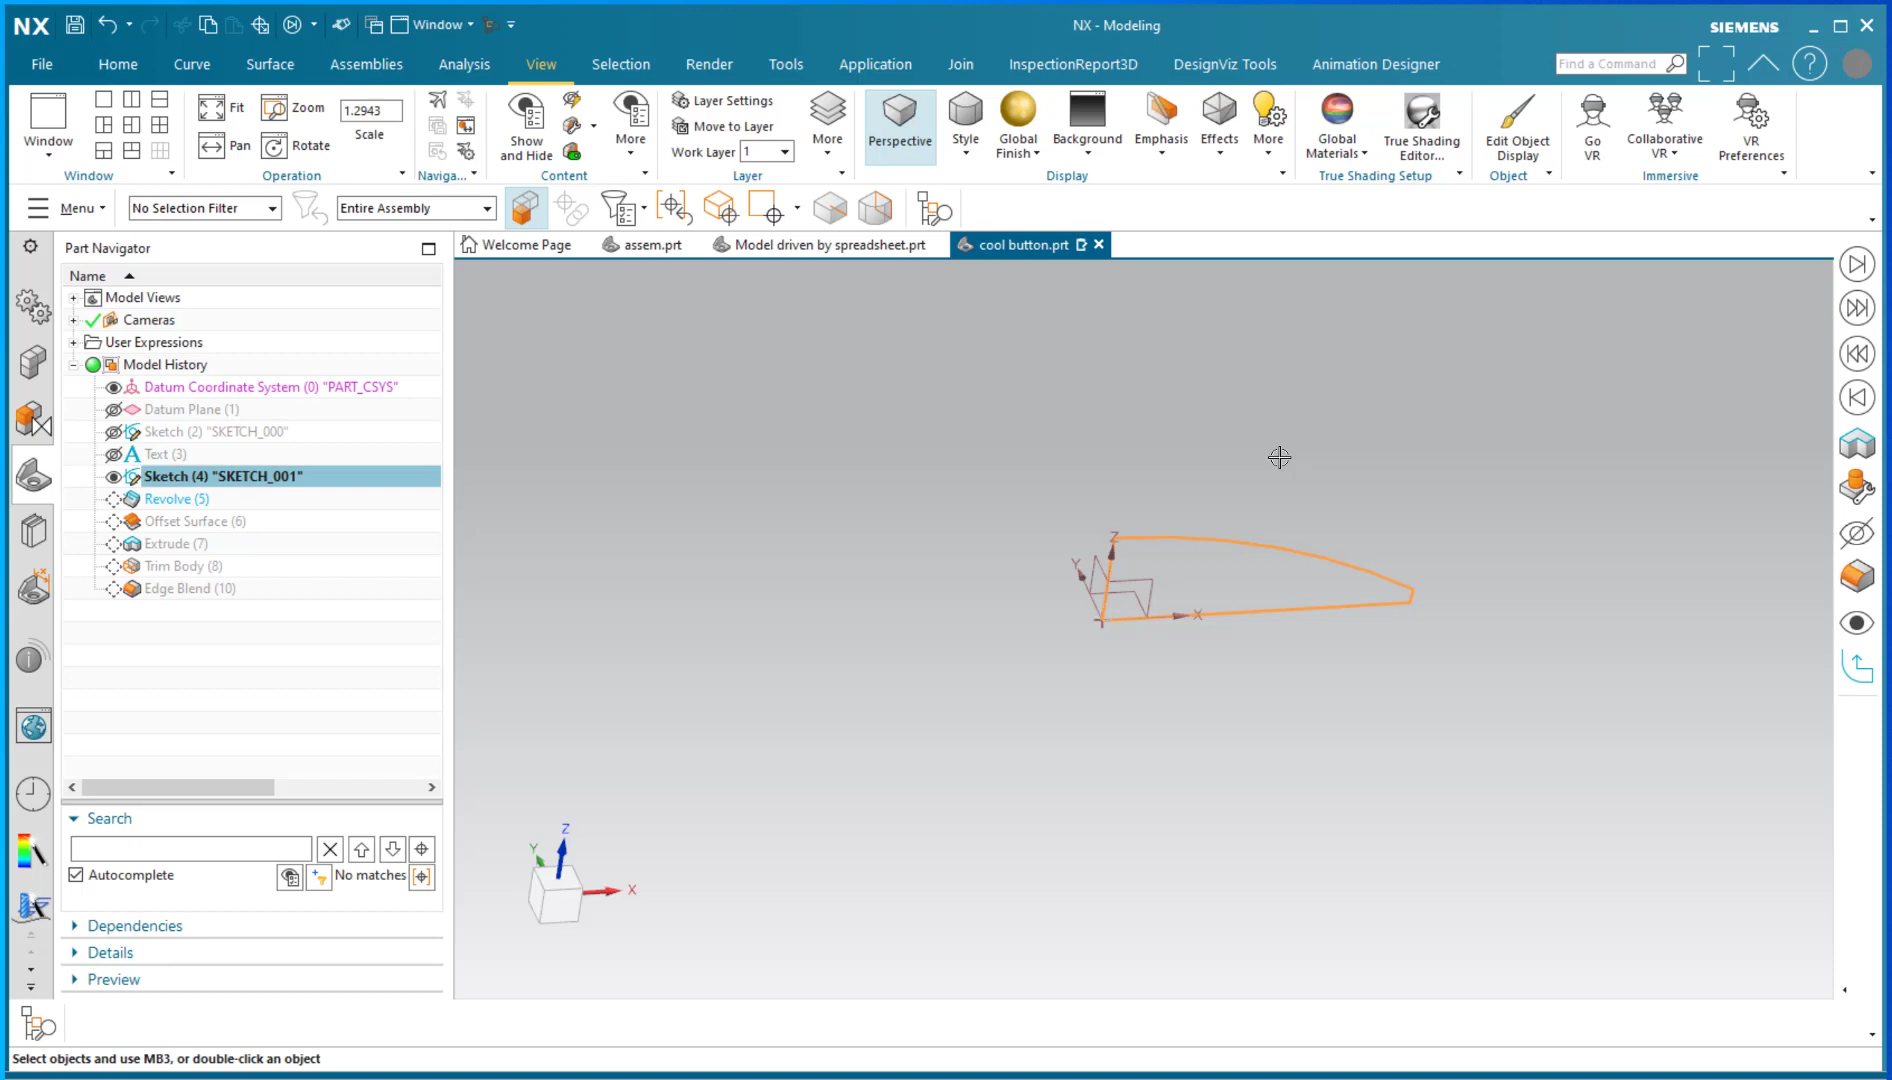 NX
Window
NX - Modeling
SIEMENS
File
Home
Curve
Surface
Assemblies
Analysis
View
Selection
Render
Tools
Application
Join
InspectionReport3D
DesignViz Tools
Animation Designer
Find a Command
Window
Fit
Pan
Zoom
Rotate
1.2943
Scale
Show and Hide
More
Layer Settings
Move to Layer
Work Layer 1
More
Perspective
Style
Global Finish
Background
Emphasis
Effects
More
Global Materials
True Shading Editor...
Edit Object Display
Go VR
Collaborative VR
VR Preferences
Window
Operation
Naviga...
Content
Layer
Display
True Shading Setup
Object
Immersive
Menu
No Selection Filter
Entire Assembly
Part Navigator
Welcome Page
assem.prt
Model driven by spreadsheet.prt
cool button.prt
Name
Model Views
Cameras
User Expressions
Model History
Datum Coordinate System (0) "PART_CSYS"
Datum Plane (1)
Sketch (2) "SKETCH_000"
Text (3)
Sketch (4) "SKETCH_001"
Revolve (5)
Offset Surface (6)
Extrude (7)
Trim Body (8)
Edge Blend (10)
Z
Y
X
Search
Autocomplete
No matches
Z
Y
X
Dependencies
Details
Preview
Select objects and use MB3, or double-click an object